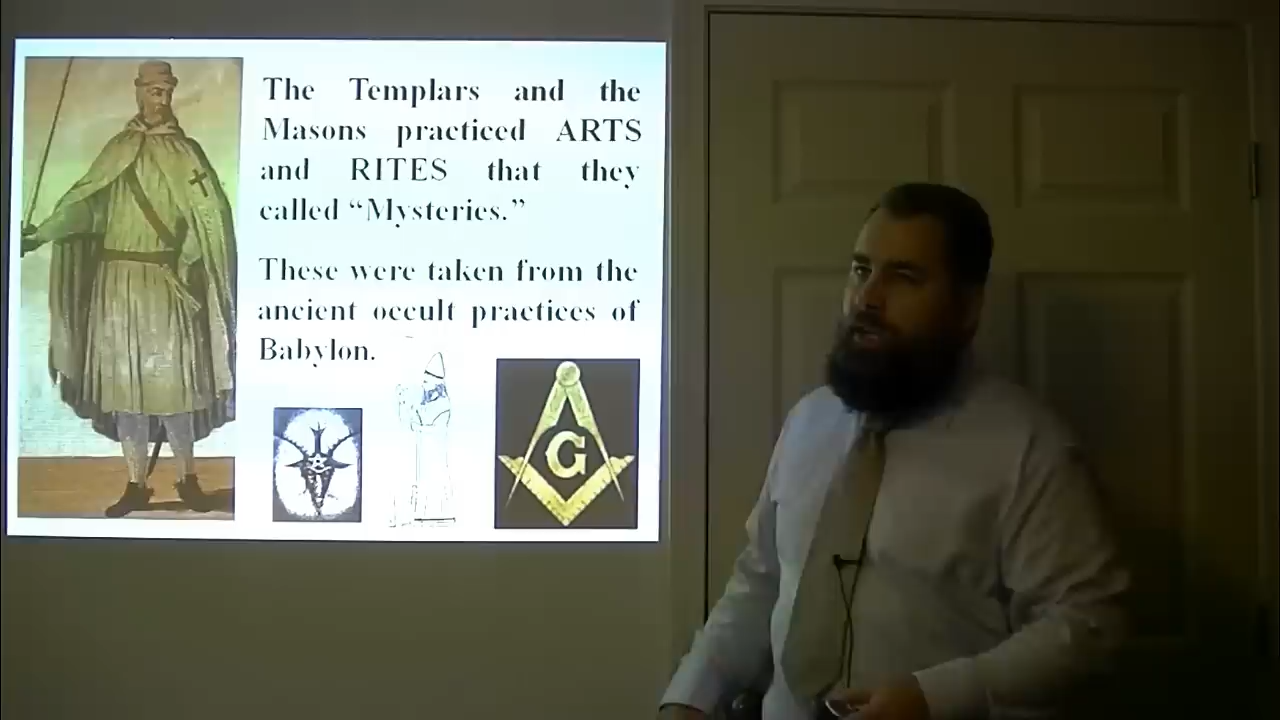 The Templars and the
Masons practiced ARTS
and RITES that they
called “Mysteries.”
These were taken from the
ancient occult practices of
Babylon.
G